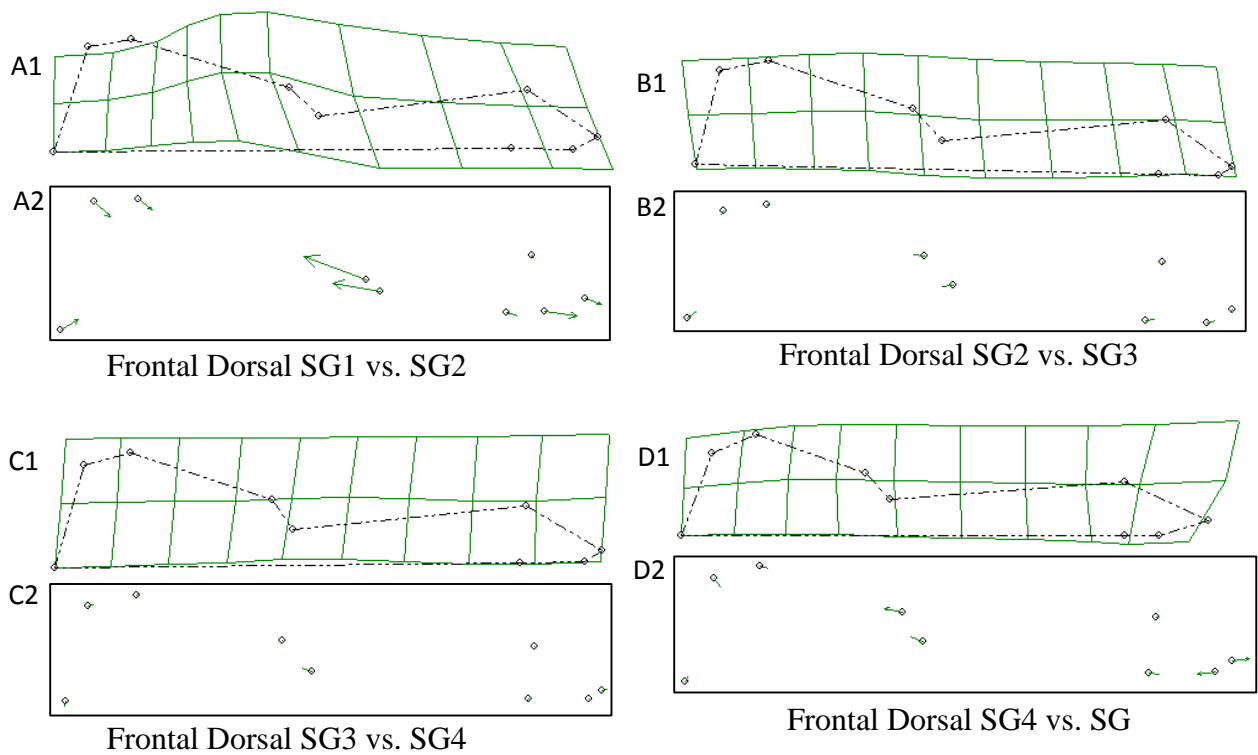 A1
A2
Frontal Dorsal SG1 vs. SG2
B1
B2
Frontal Dorsal SG2 vs. SG3
C1
C2
Frontal Dorsal SG3 vs. SG4
D1
D2
Frontal Dorsal SG4 vs. SG